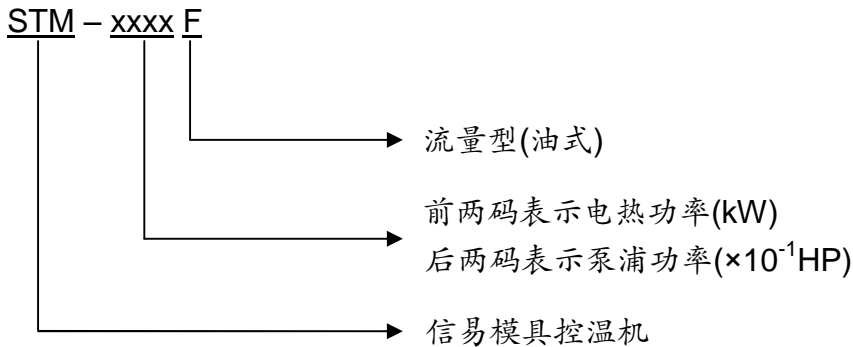 STM – xxxx F
流量型(油式)
前两码表示电热功率(kW)
后两码表示泵浦功率(×10⁻¹HP)
信易模具控温机